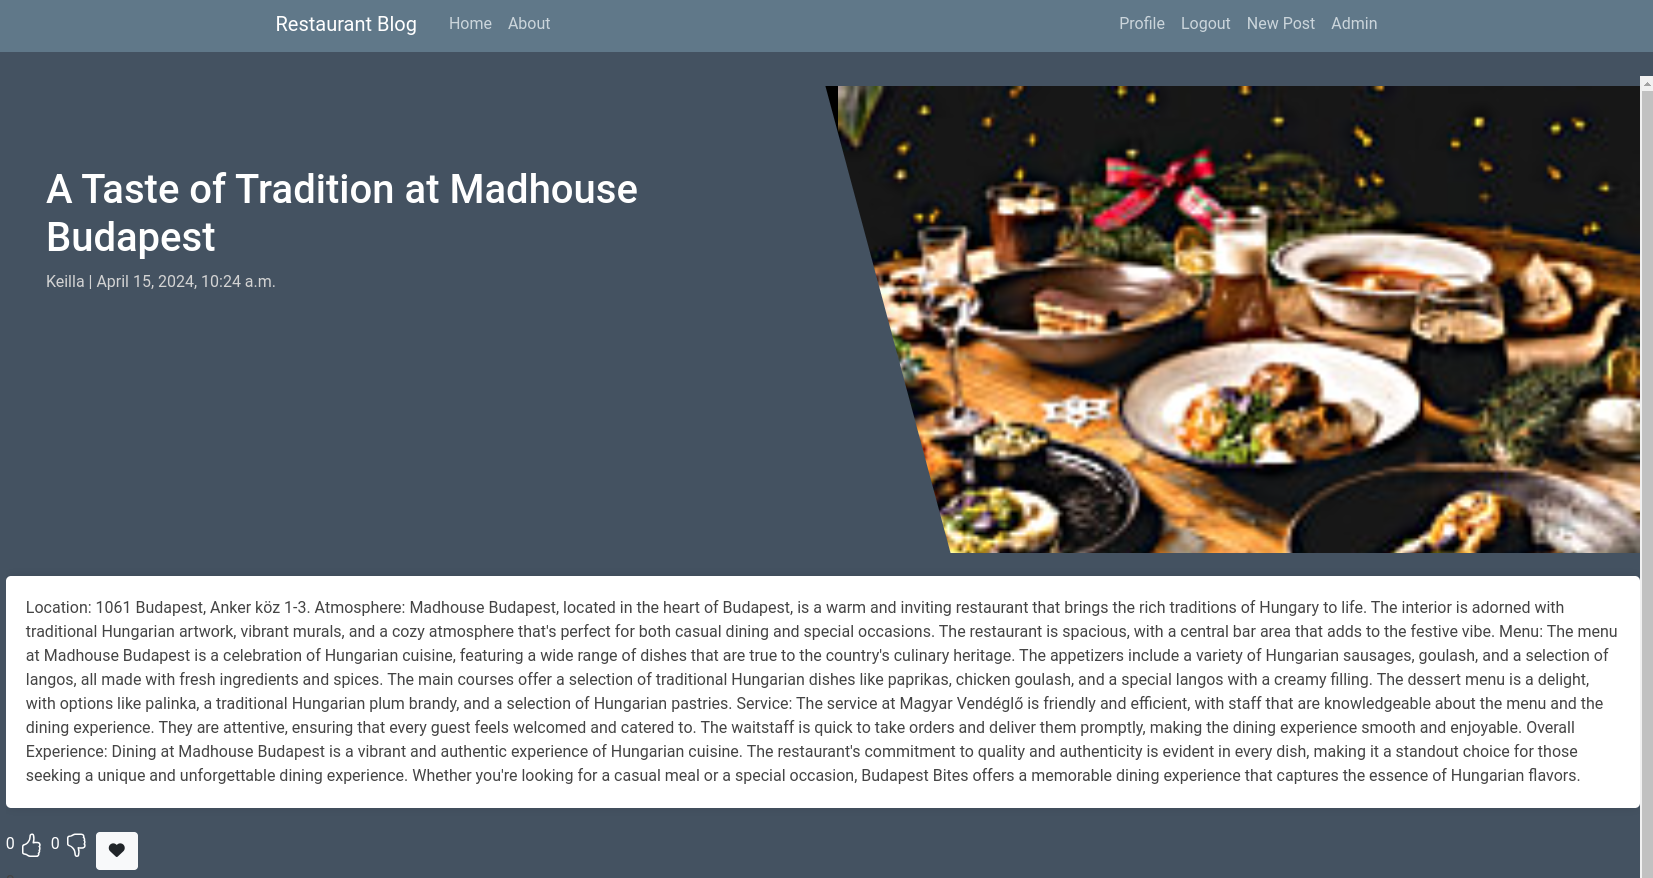 Restaurant Blog Home About Profile Logout New Post Admin
A Taste of Tradition at Madhouse
Budapest
Keilla | April 15, 2024, 10:24 a.m.
Location: 1061 Budapest, Anker köz 1-3. Atmosphere: Madhouse Budapest, located in the heart of Budapest, is a warm and inviting restaurant that brings the rich traditions of Hungary to life. The interior is adorned with
traditional Hungarian artwork, vibrant murals, and a cozy atmosphere that's perfect for both casual dining and special occasions. The restaurant is spacious, with a central bar area that adds to the festive vibe. Menu: The menu
at Madhouse Budapest is a celebration of Hungarian cuisine, featuring a wide range of dishes that are true to the country's culinary heritage. The appetizers include a variety of Hungarian sausages, goulash, and a selection of
langos, all made with fresh ingredients and spices. The main courses offer a selection of traditional Hungarian dishes like paprikas, chicken goulash, and a special langos with a creamy filling. The dessert menu is a delight,
with options like palinka, a traditional Hungarian plum brandy, and a selection of Hungarian pastries. Service: The service at Magyar Vendéglő is friendly and efficient, with staff that are knowledgeable about the menu and the
dining experience. They are attentive, ensuring that every guest feels welcomed and catered to. The waitstaff is quick to take orders and deliver them promptly, making the dining experience smooth and enjoyable. Overall
Experience: Dining at Madhouse Budapest is a vibrant and authentic experience of Hungarian cuisine. The restaurant's commitment to quality and authenticity is evident in every dish, making it a standout choice for those
seeking a unique and unforgettable dining experience. Whether you're looking for a casual meal or a special occasion, Budapest Bites offers a memorable dining experience that captures the essence of Hungarian flavors.
0 0